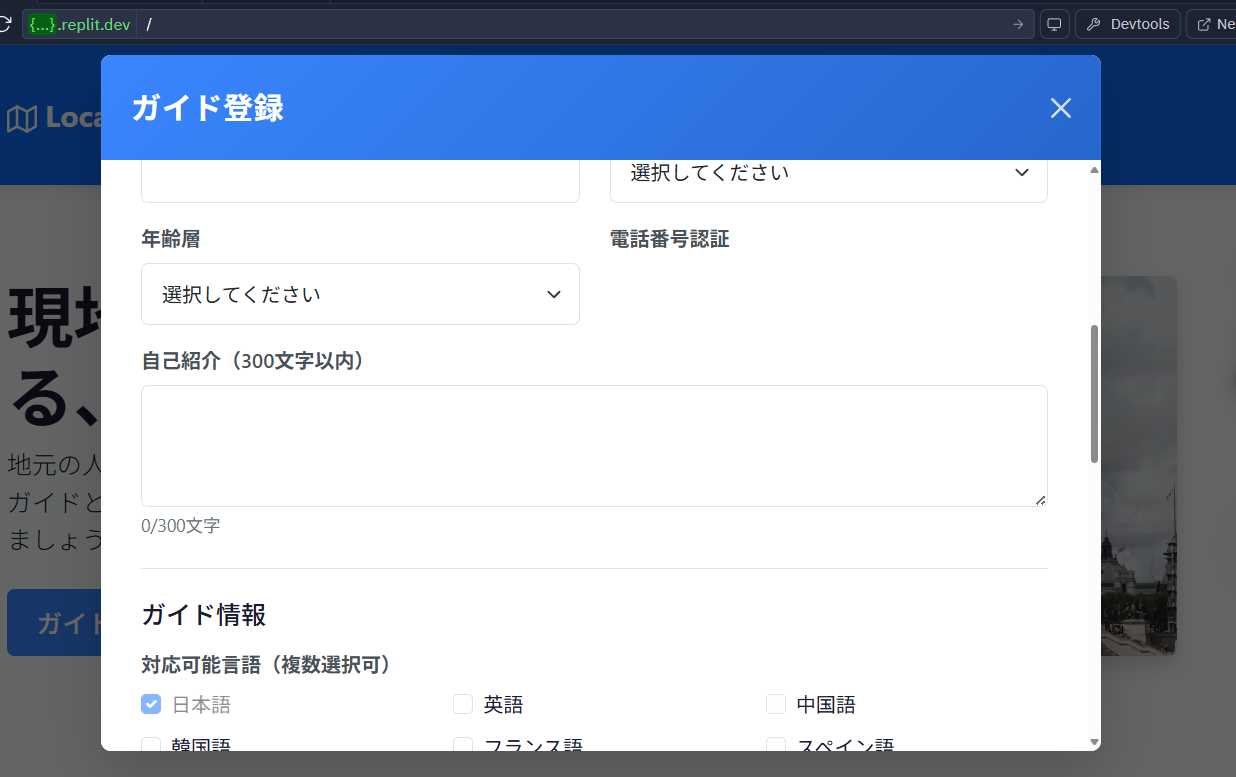 {...}.replit.dev /
Devtools
Ne
Loca
ガイド登録
選択してください
年齢層
電話番号認証
選択してください
自己紹介（300文字以内）
0/300文字
ガイド情報
対応可能言語（複数選択可）
日本語 英語 中国語
韓国語 フランス語 スペイン語
現地
る、
地元の人
ガイドと
ましょう
ガイド